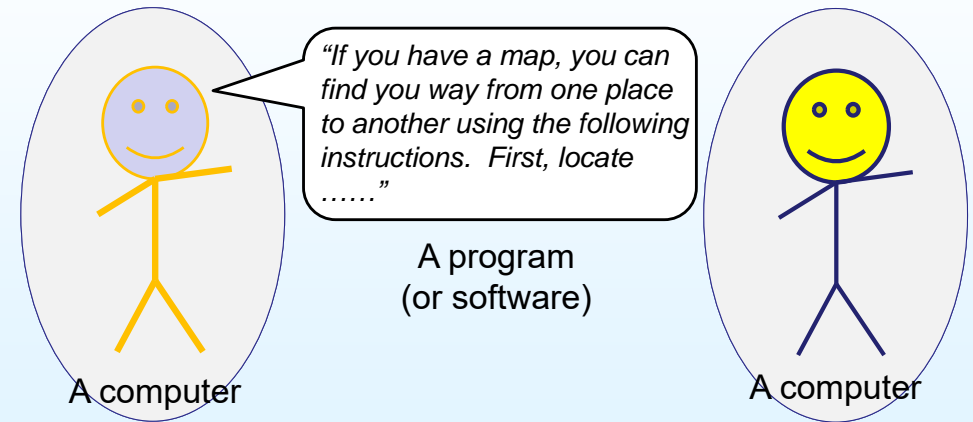 “If you have a map, you can
find you way from one place
to another using the following
instructions. First, locate
……”
A program
(or software)
A computer
A computer